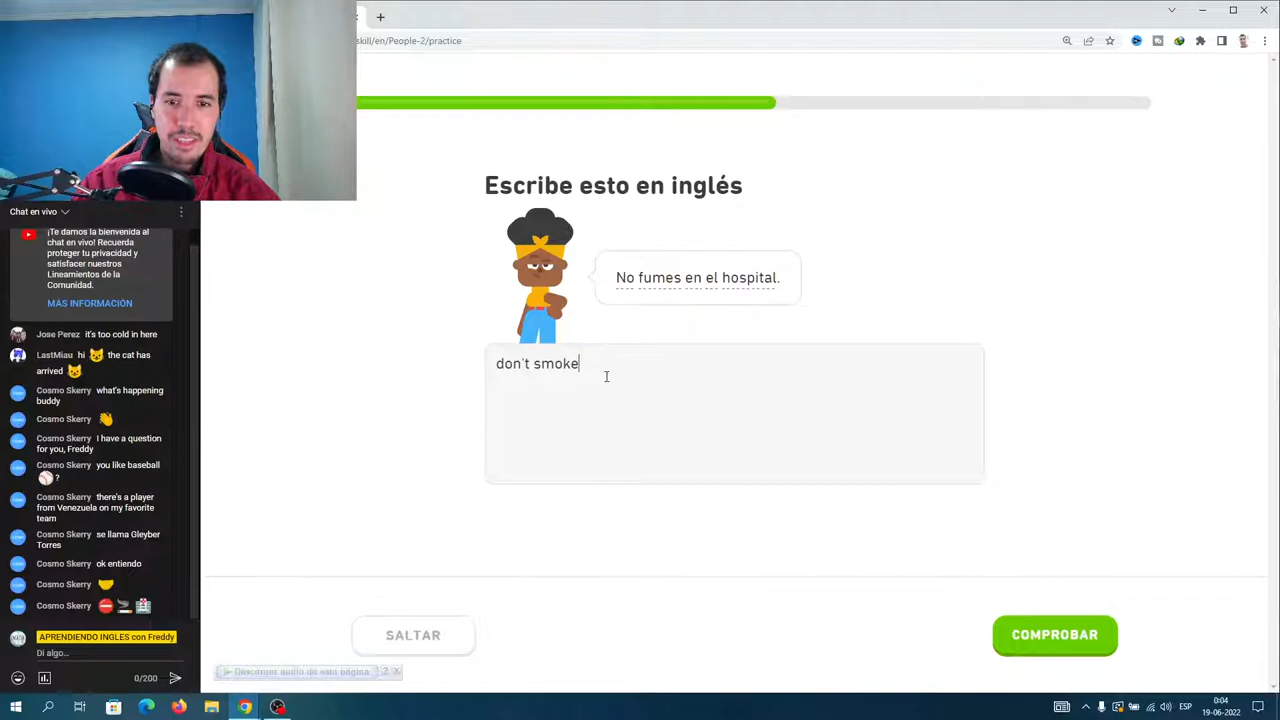 skill/en/People-2/practice
Escribe esto en inglés
No fumes en el hospital.
don't smoke
SALTAR
COMPROBAR
Descargar audio de esta página
?
Chat en vivo
¡Te damos la bienvenida al
chat en vivo! Recuerda
proteger tu privacidad y
satisfacer nuestros
Lineamientos de la
Comunidad.
MÁS INFORMACIÓN
Jose Perez it's too cold in here
LastMiau hi 😺 the cat has
arrived 😺
Cosmo Skerry what's happening
buddy
Cosmo Skerry 👋
Cosmo Skerry I have a question
for you, Freddy
Cosmo Skerry you like baseball
⚾ ?
Cosmo Skerry there's a player
from Venezuela on my favorite
team
Cosmo Skerry se llama Gleyber
Torres
Cosmo Skerry ok entiendo
Cosmo Skerry 🤝
Cosmo Skerry ⛔🚬🏥
APRENDIENDO INGLES con Freddy
Di algo...
0/200
ESP
0:04
19-06-2022